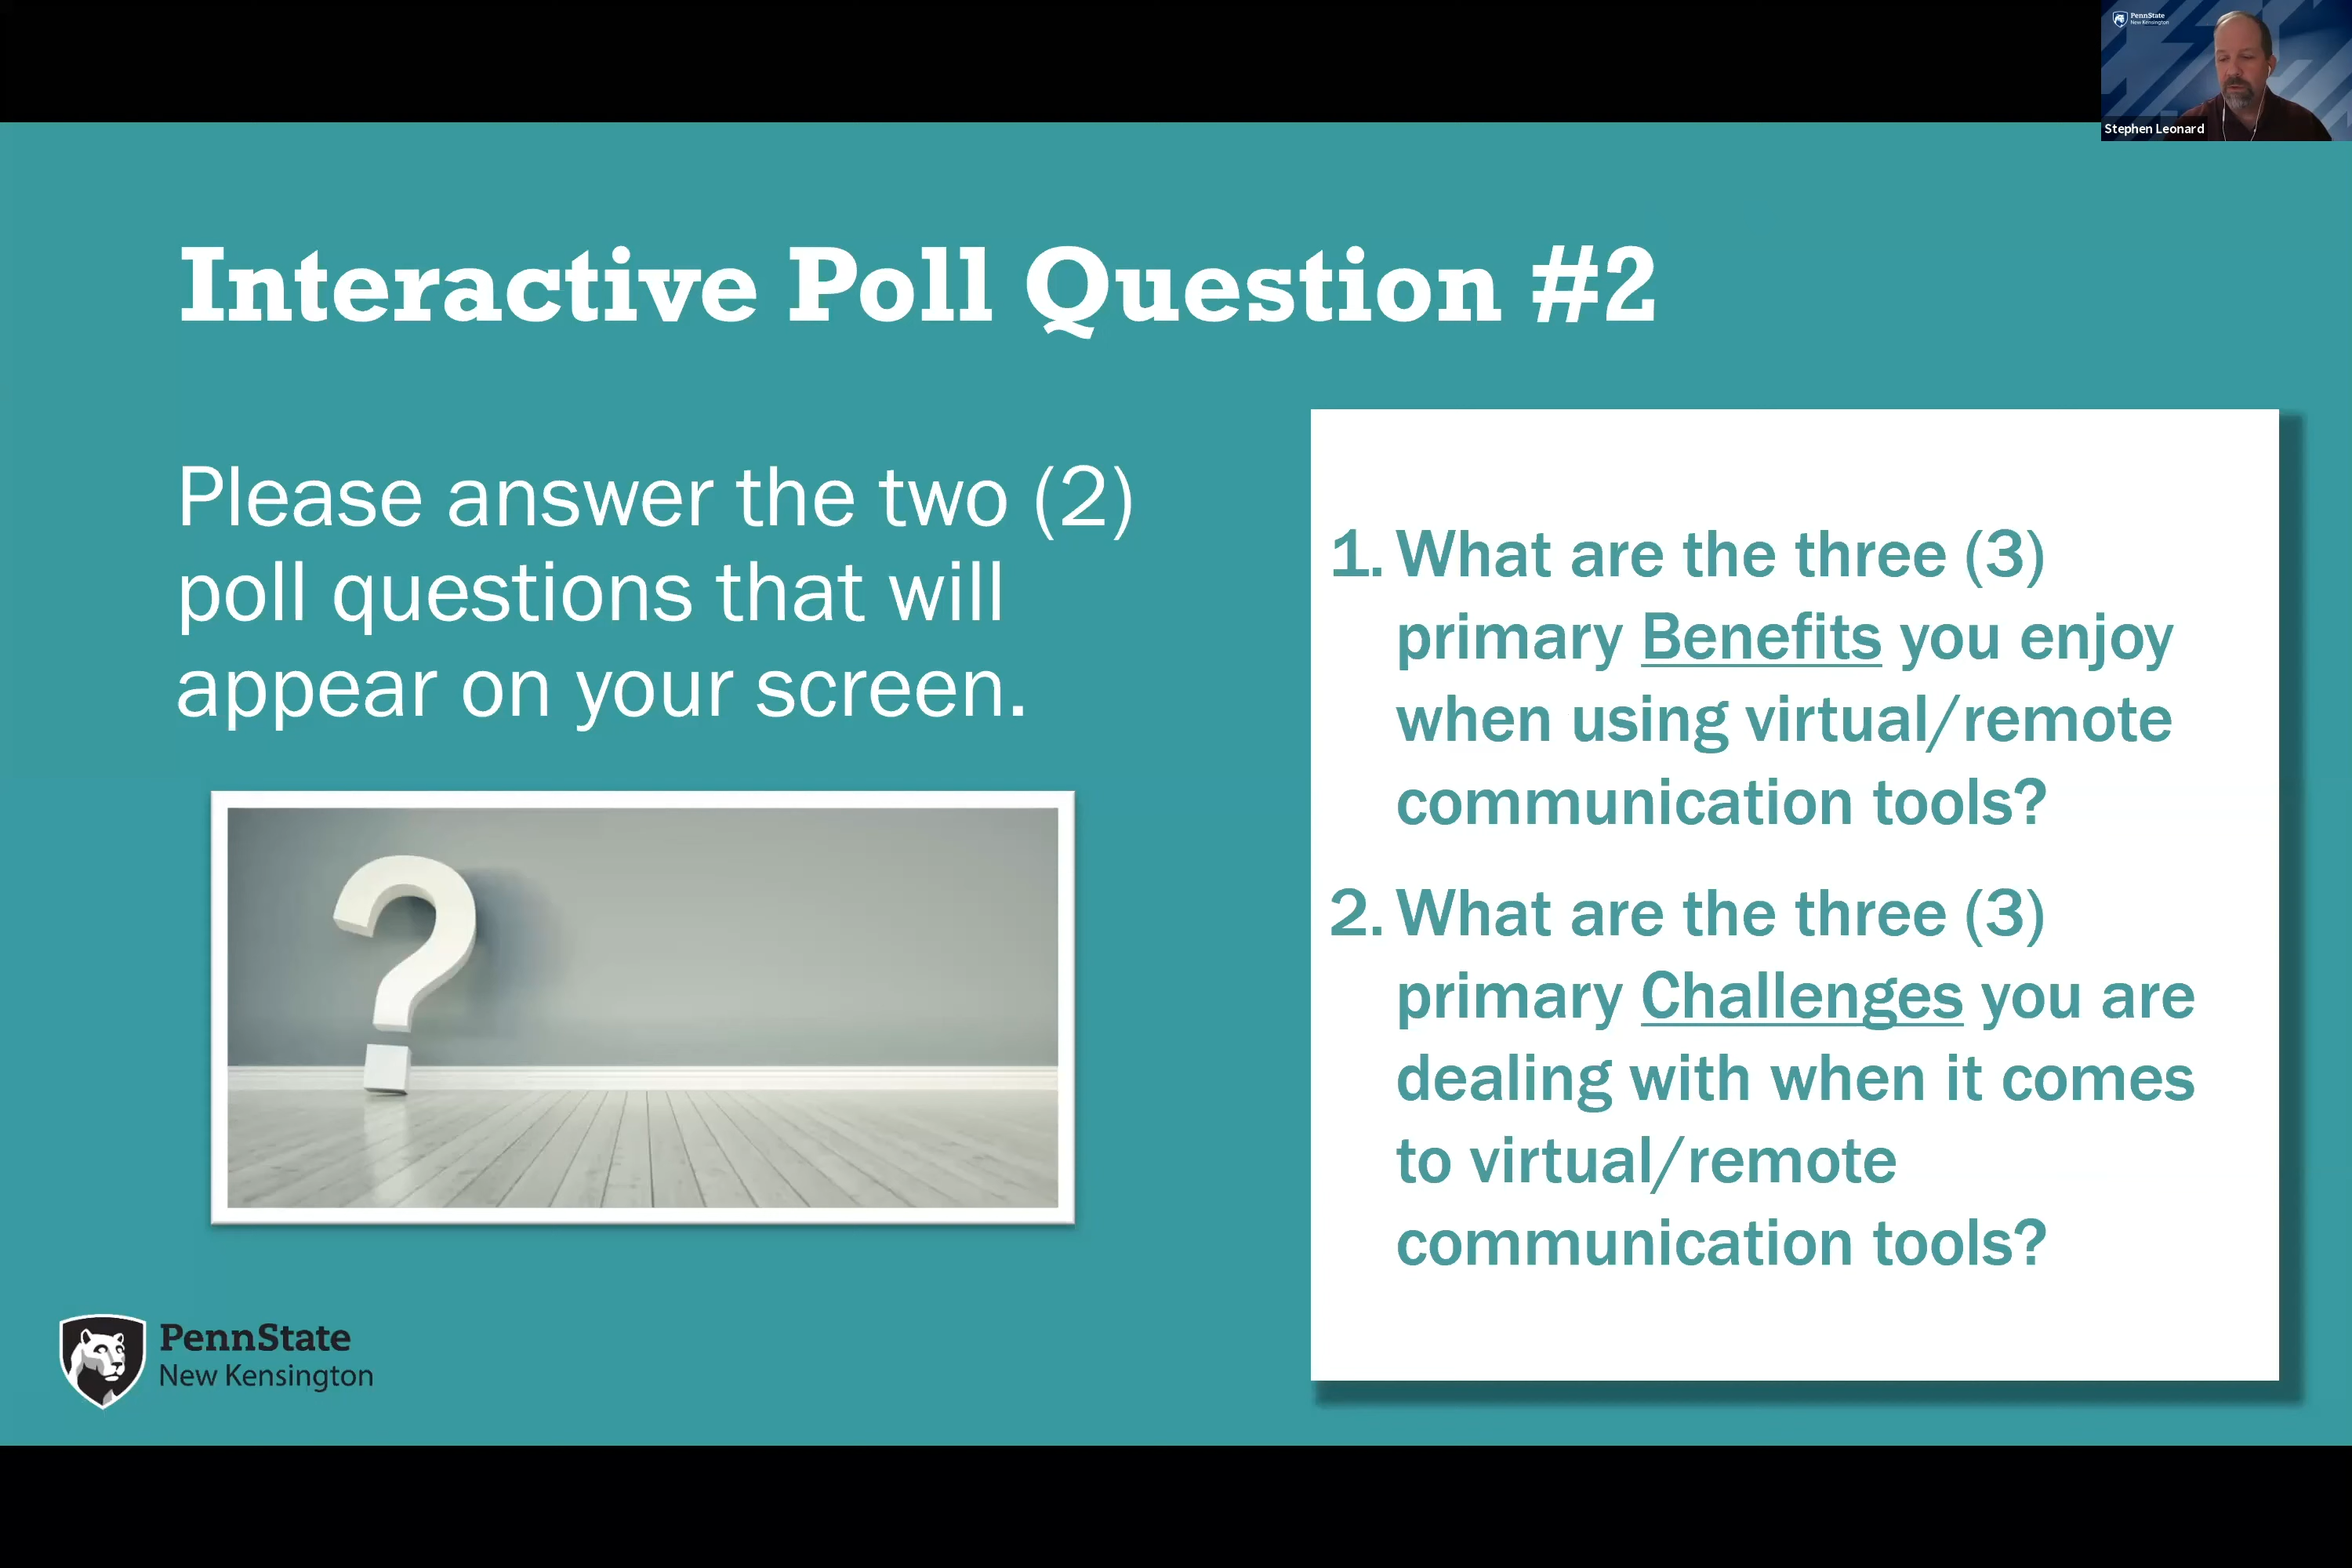 PennState
New Kensington
Stephen Leonard
Interactive Poll Question #2
Please answer the two (2)
poll questions that will
appear on your screen.
1. What are the three (3)
primary Benefits you enjoy
when using virtual/remote
communication tools?
2. What are the three (3)
primary Challenges you are
dealing with when it comes
to virtual/remote
communication tools?
PennState
New Kensington